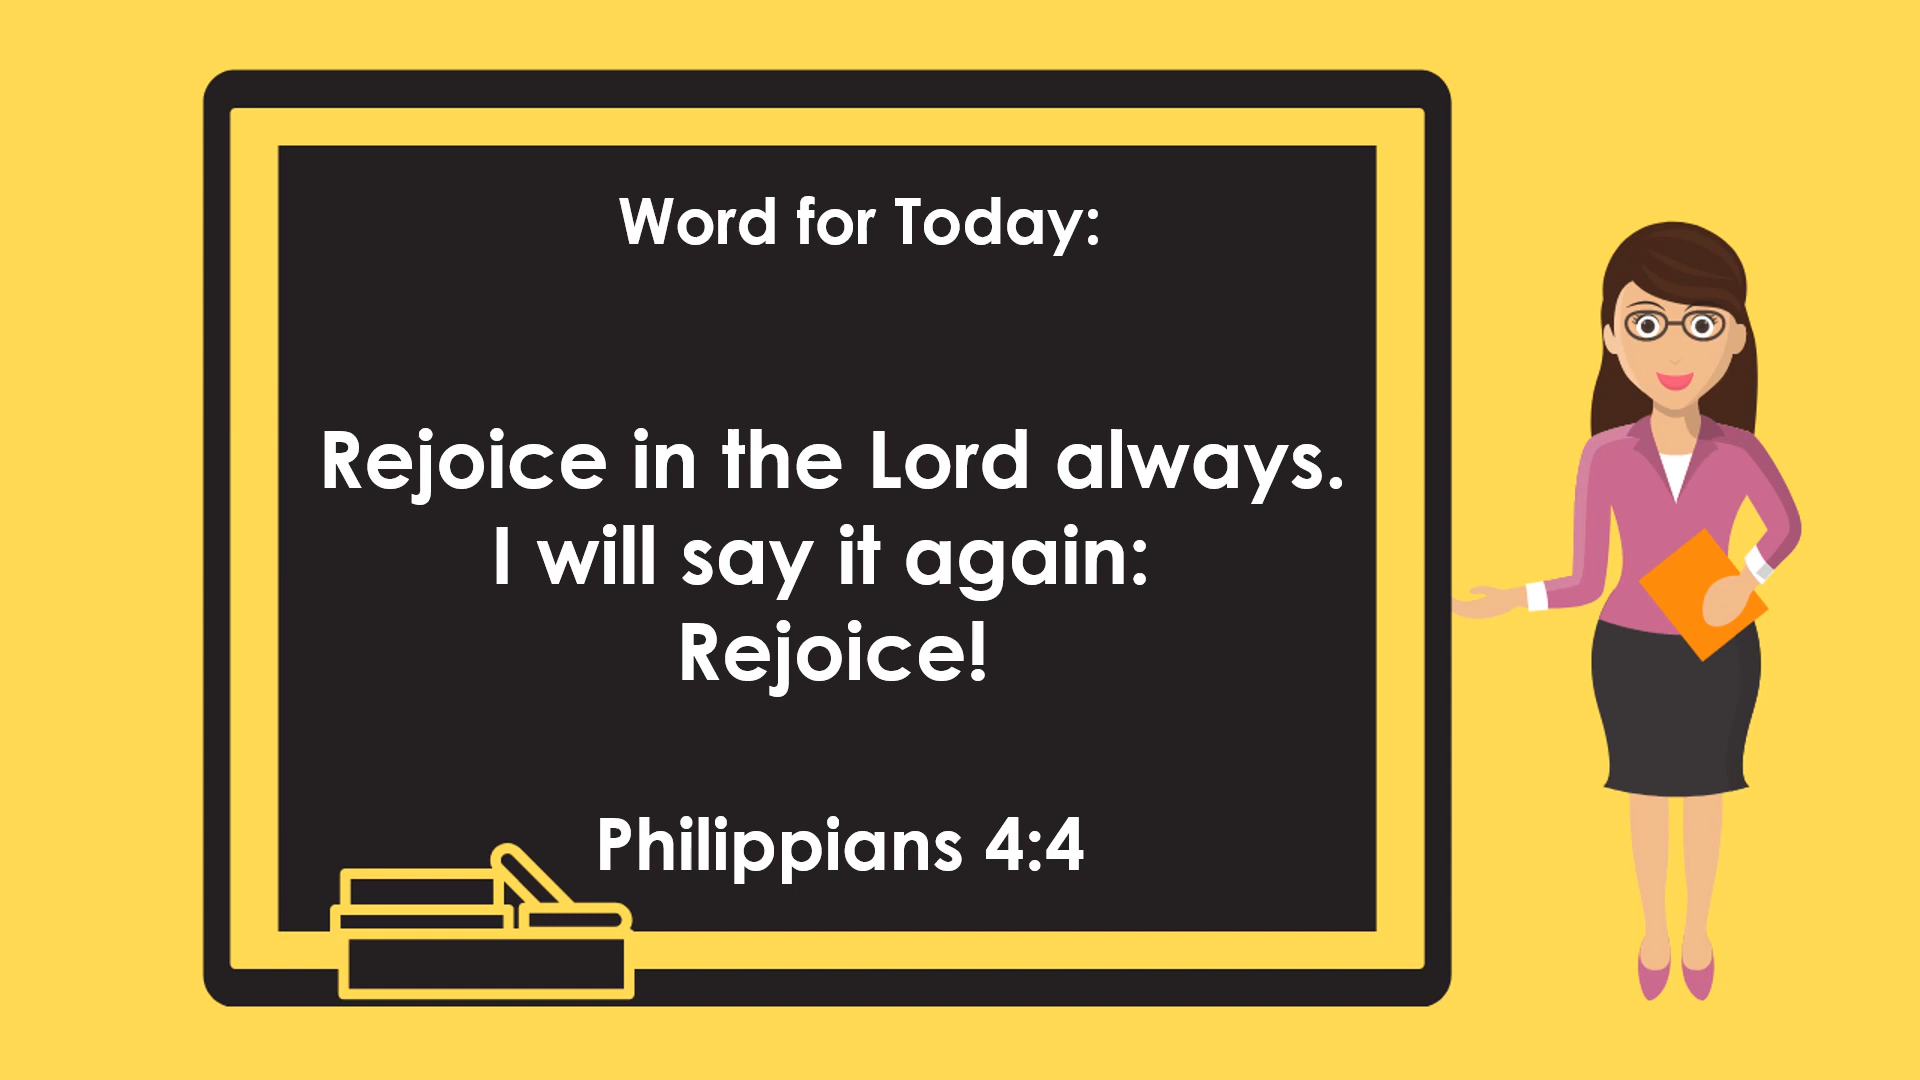 Word for Today:
Rejoice in the Lord always.
I will say it again:
Rejoice!
Philippians 4:4